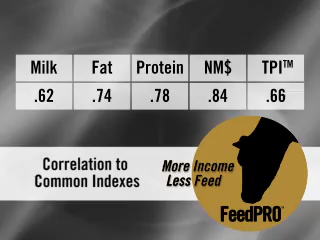 Milk Fat Protein NM$ TPI™
.62 .74 .78 .84 .66
Correlation to
Common Indexes
More Income
Less Feed
FeedPRO